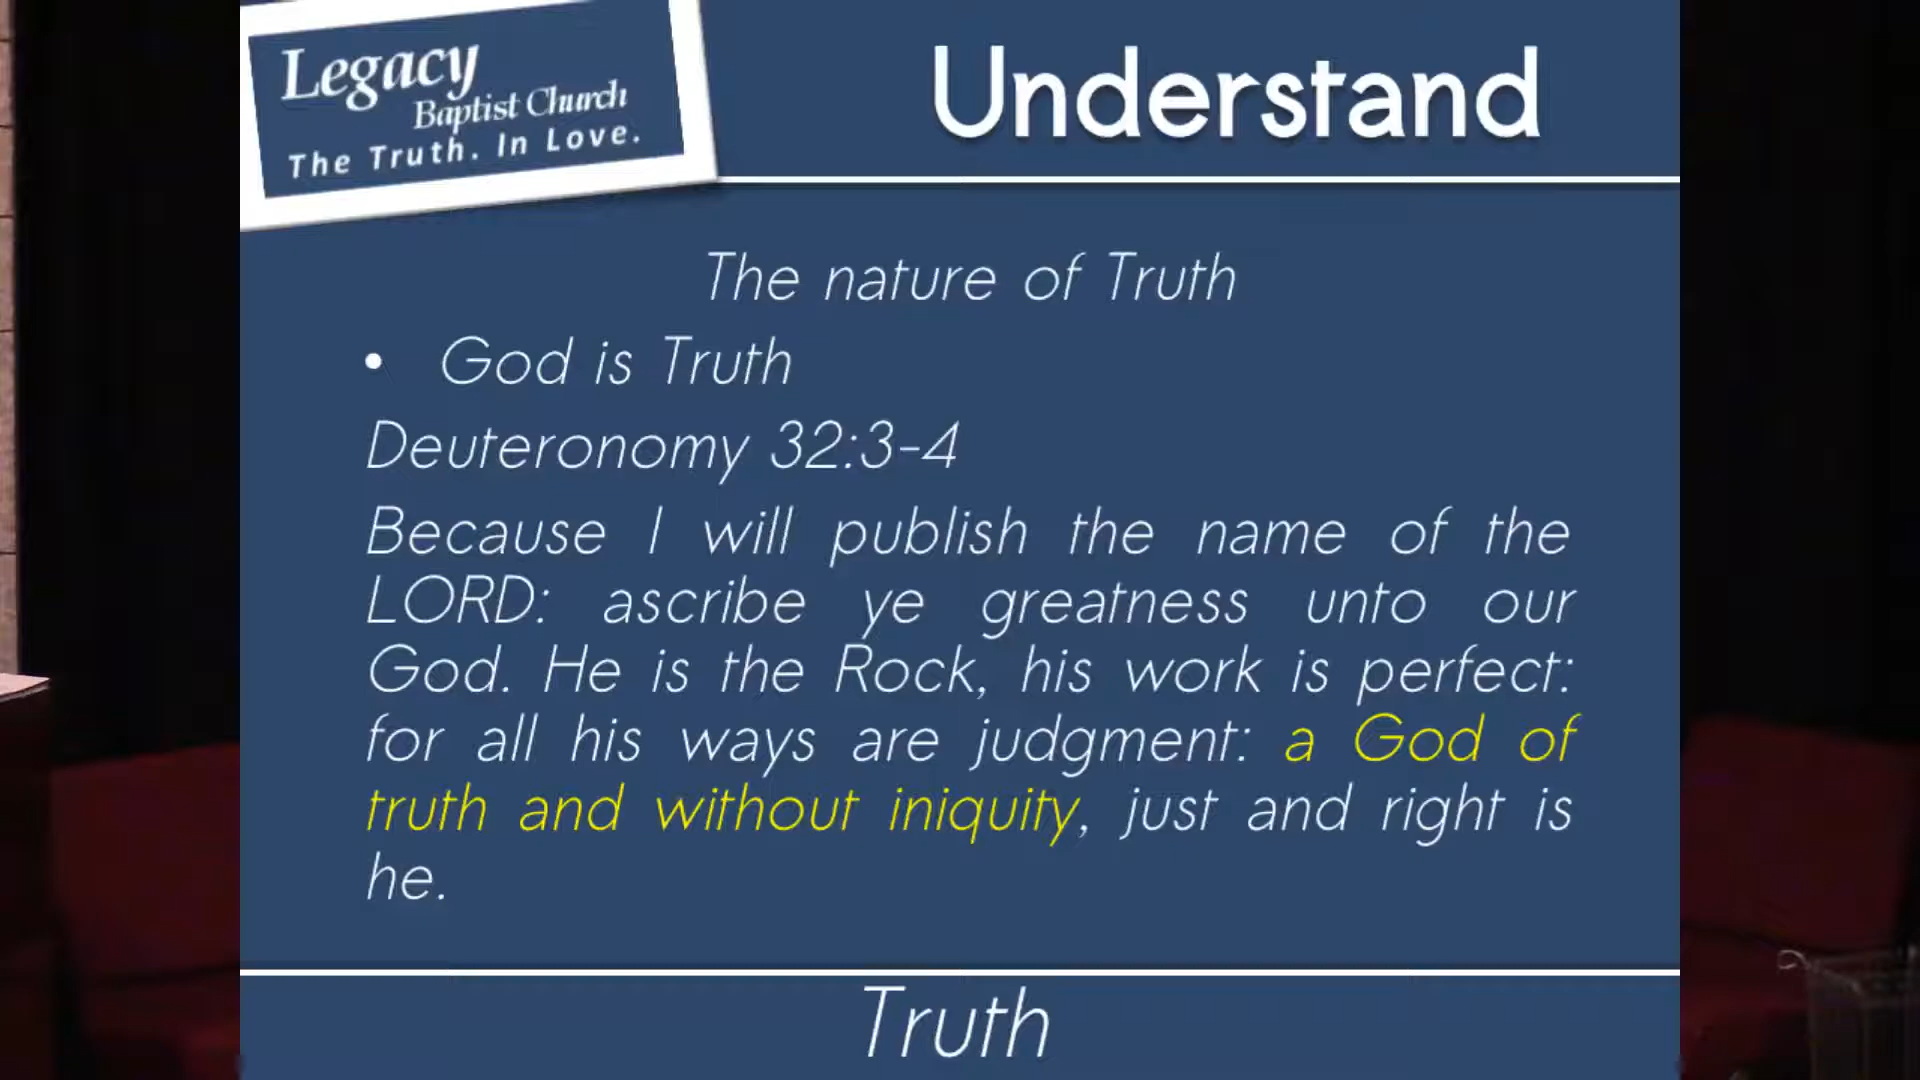 Legacy
Baptist Church
The Truth. In Love.
Understand
The nature of Truth
• God is Truth
Deuteronomy 32:3-4
Because I will publish the name of the
LORD: ascribe ye greatness unto our
God. He is the Rock, his work is perfect:
for all his ways are judgment: a God of
truth and without iniquity, just and right is
he.
Truth